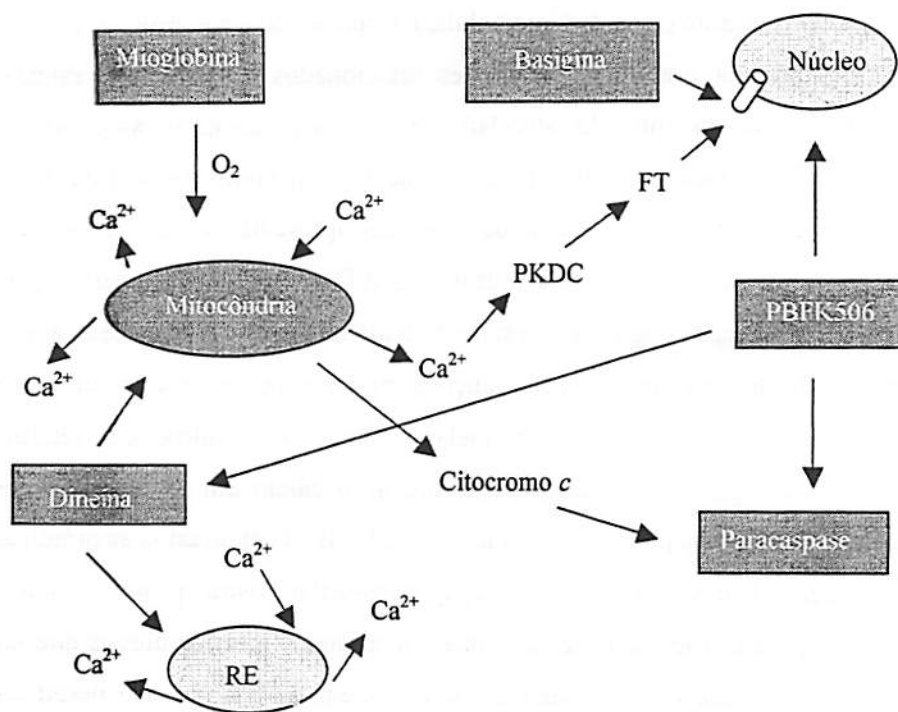 Mioglobina
Basigina
Núcleo
O₂
FT
Ca²⁺
Ca²⁺
PKDC
Mitocôndria
PBFK506
Ca²⁺
Ca²⁺
Dineína
Citocromo c
Paracaspase
Ca²⁺
Ca²⁺
Ca²⁺
RE